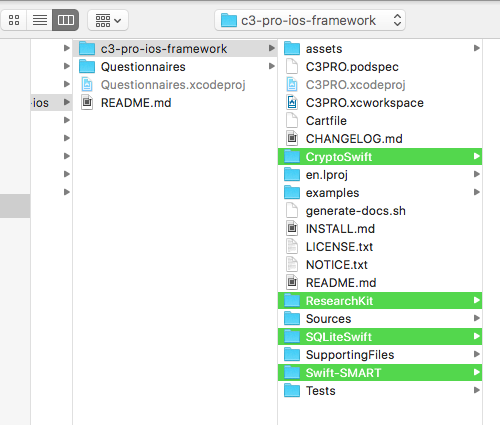 c3-pro-ios-framework
-ios
c3-pro-ios-framework
Questionnaires
Questionnaires.xcodeproj
README.md
assets
C3PRO.podspec
C3PRO.xcodeproj
C3PRO.xcworkspace
Cartfile
CHANGELOG.md
CryptoSwift
en.lproj
examples
generate-docs.sh
INSTALL.md
LICENSE.txt
NOTICE.txt
README.md
ResearchKit
Sources
SQLiteSwift
SupportingFiles
Swift-SMART
Tests